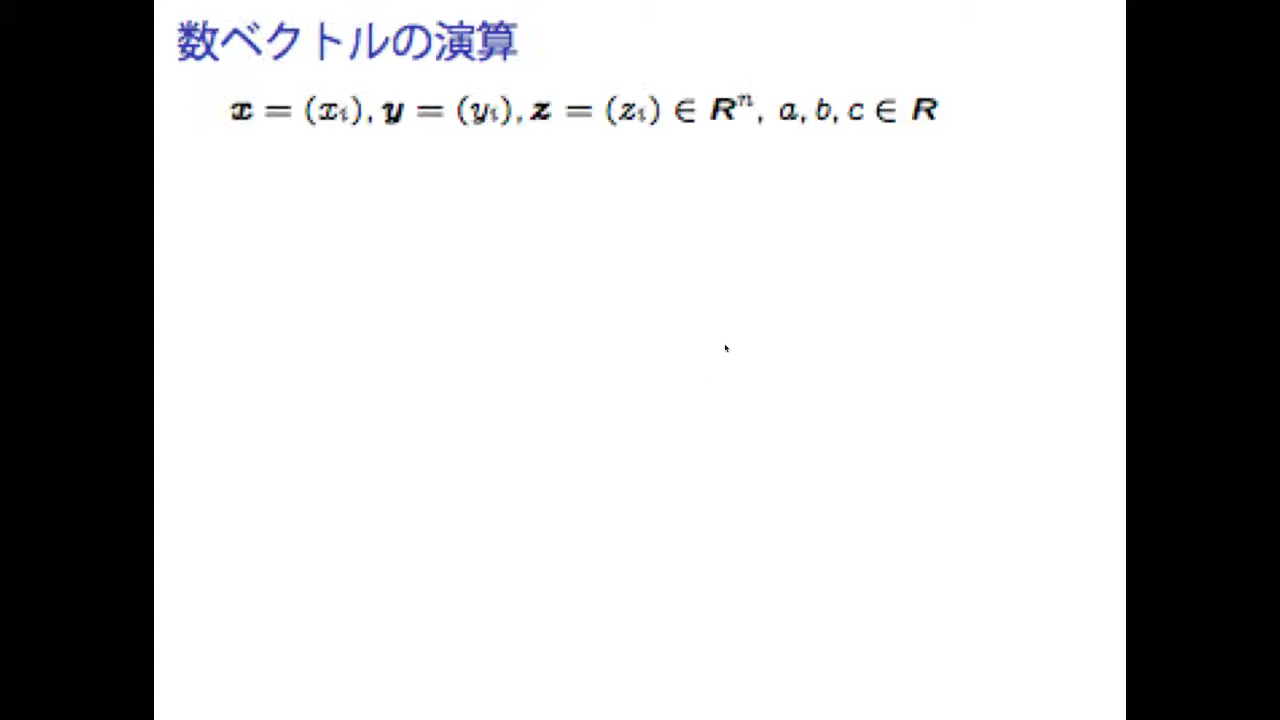 数ベクトルの演算
x = (xᵢ), y = (yᵢ), z = (zᵢ) ∈ Rⁿ, a, b, c ∈ R